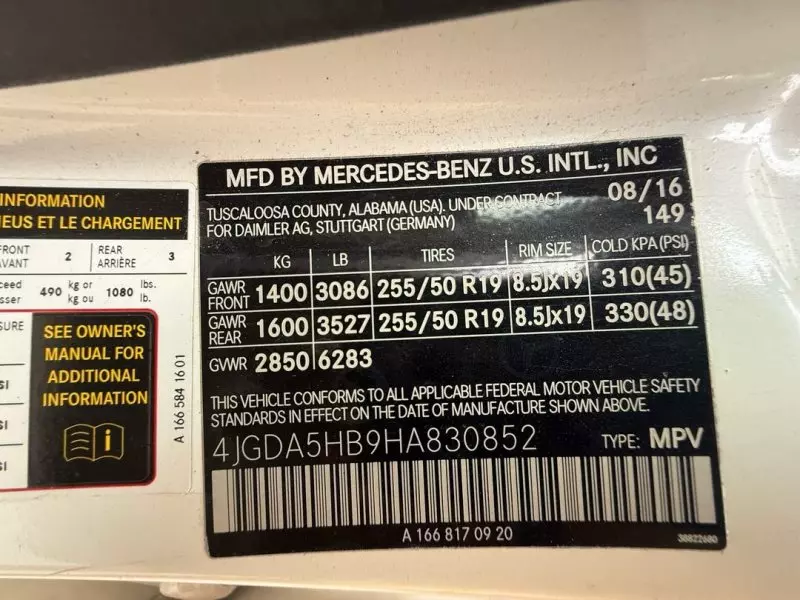 INFORMATION
NEUS ET LE CHARGEMENT
FRONT
AVANT
2
REAR
ARRIÈRE
3
490 kg or
kg ou
1080 lbs.
lb.
SEE OWNER'S
MANUAL FOR
ADDITIONAL
INFORMATION
A 166 584 16 01
MFD BY MERCEDES-BENZ U.S. INTL., INC
TUSCALOOSA COUNTY, ALABAMA (USA). UNDER CONTRACT 08/16
FOR DAIMLER AG, STUTTGART (GERMANY) 149
KG LB TIRES RIM SIZE COLD KPA (PSI)
GAWR FRONT 1400 3086 255/50 R19 8.5Jx19 310(45)
GAWR REAR 1600 3527 255/50 R19 8.5Jx19 330(48)
GVWR 2850 6283
THIS VEHICLE CONFORMS TO ALL APPLICABLE FEDERAL MOTOR VEHICLE SAFETY
STANDARDS IN EFFECT ON THE DATE OF MANUFACTURE SHOWN ABOVE.
4JGDA5HB9HA830852 TYPE: MPV
A 166 817 09 20
30822600